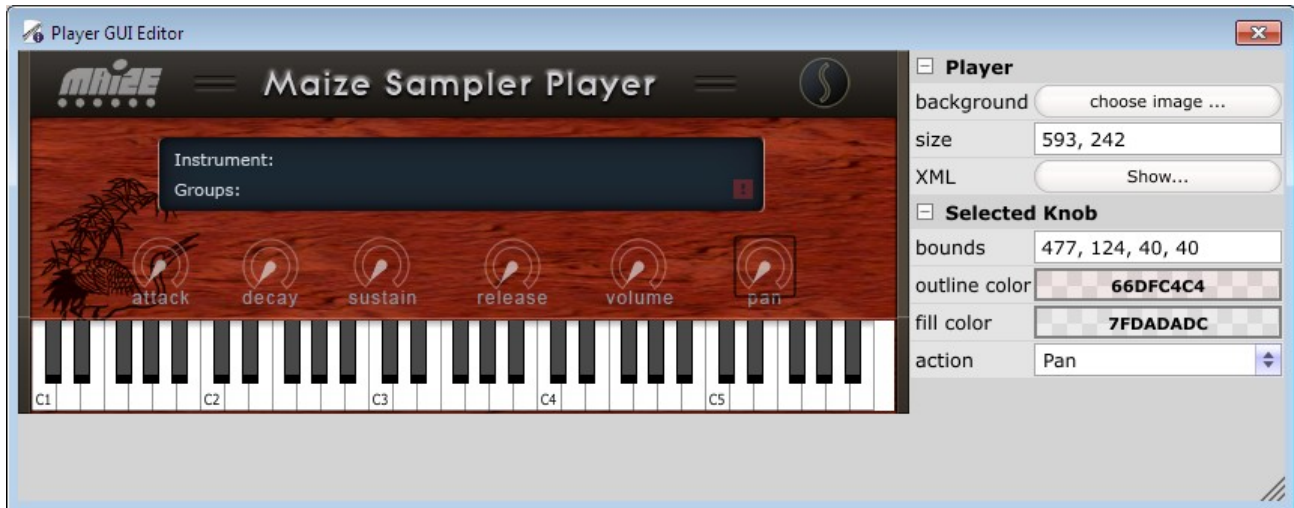 Player GUI Editor
MAIZE
Maize Sampler Player
Instrument:
Groups:
!
attack decay sustain release volume pan
C1 C2 C3 C4 C5
Player
background choose image ...
size 593, 242
XML Show...
Selected Knob
bounds 477, 124, 40, 40
outline color 66DFC4C4
fill color 7FDADADC
action Pan